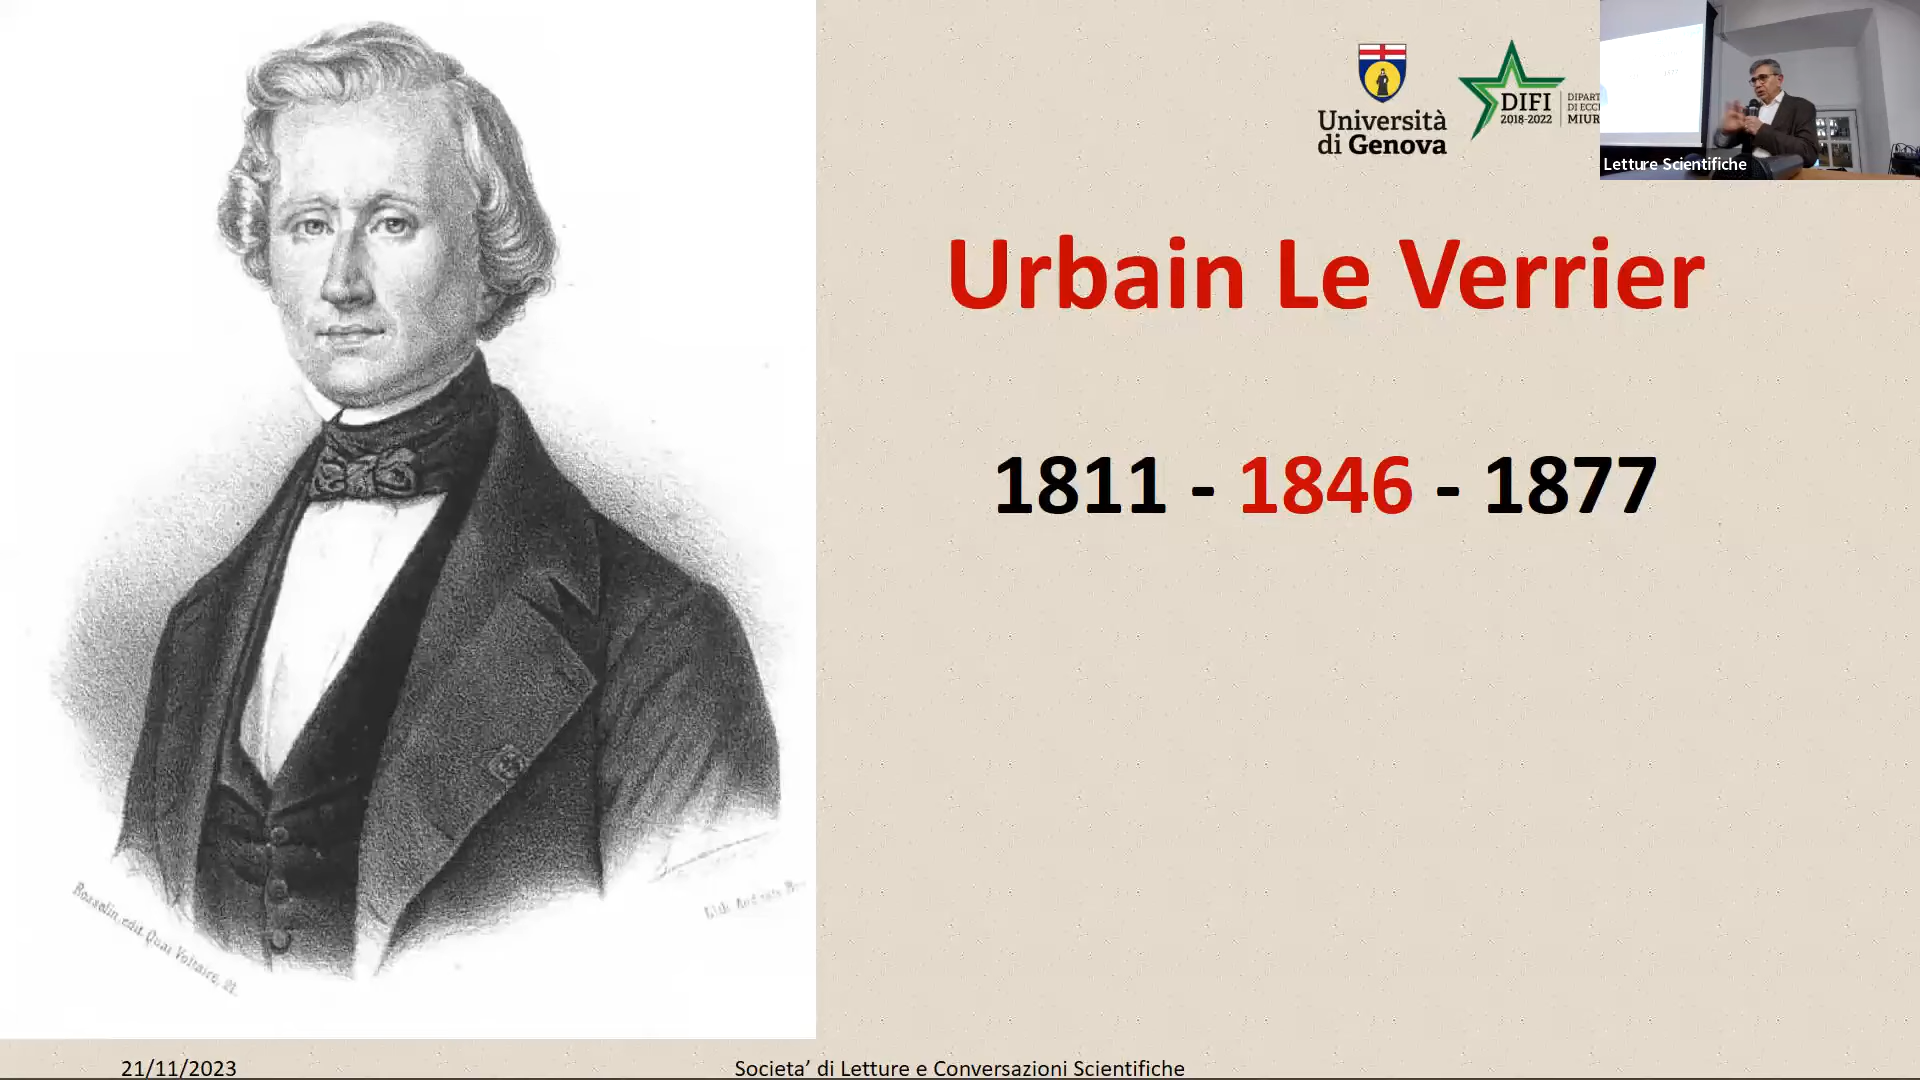 Università
di Genova
DIFI
2018-2022
MIUR
Letture Scientifiche
Urbain Le Verrier
1811 - 1846 - 1877
Rosselin, edit. Quai Voltaire, 21.
21/11/2023
Societa’ di Letture e Conversazioni Scientifiche